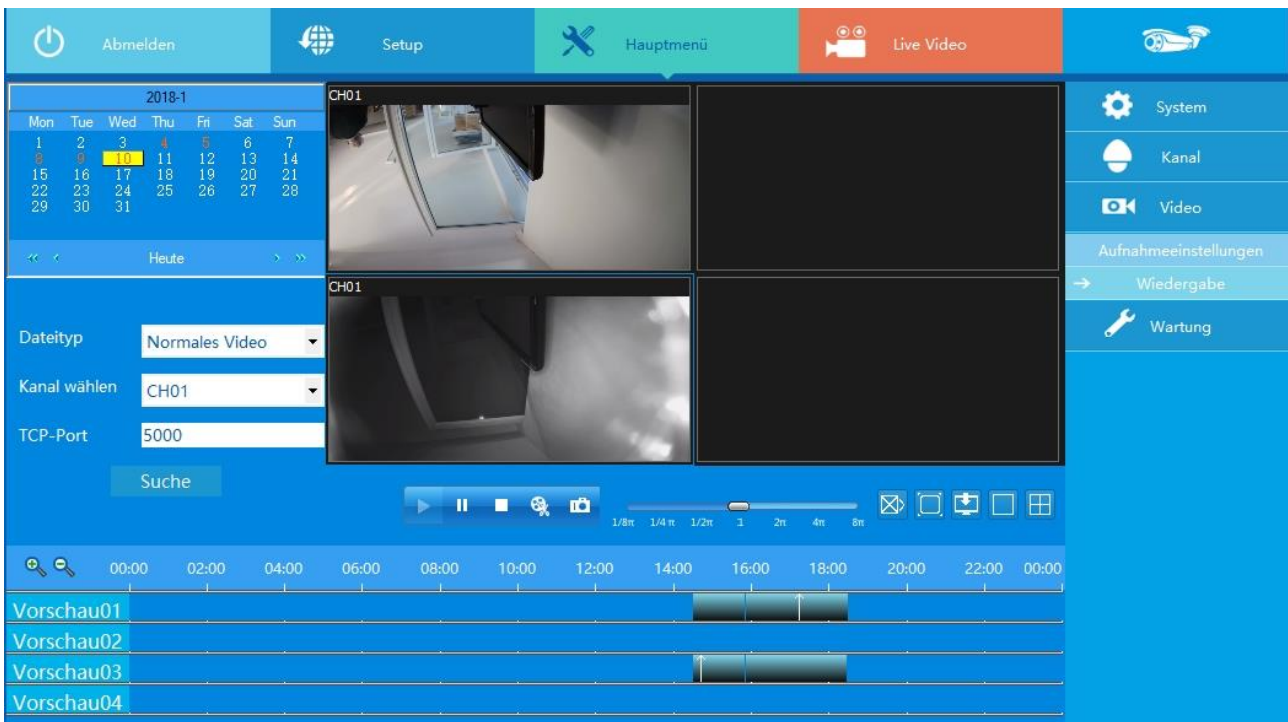 Abmelden
Setup
Hauptmenü
Live Video
2018-1
Mon Tue Wed Thu Fri Sat Sun
1 2 3 4 5 6 7
8 9 10 11 12 13 14
15 16 17 18 19 20 21
22 23 24 25 26 27 28
29 30 31
Heute
Dateityp
Normales Video
Kanal wählen
CH01
TCP-Port
5000
Suche
CH01
CH01
System
Kanal
Video
Aufnahmeeinstellungen
Wiedergabe
Wartung
1/8π 1/4 π 1/2π 1 2π 4π 8π
00:00 02:00 04:00 06:00 08:00 10:00 12:00 14:00 16:00 18:00 20:00 22:00 00:00
Vorschau01
Vorschau02
Vorschau03
Vorschau04